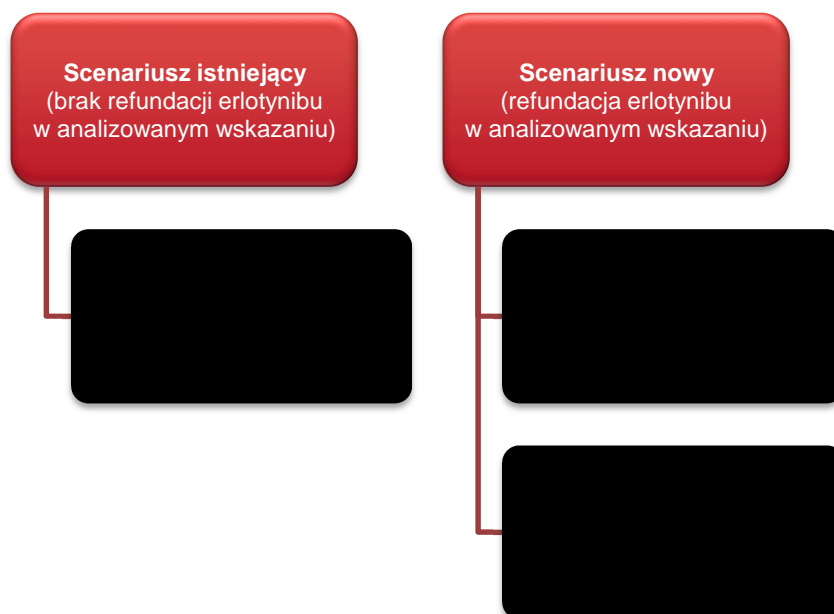 Scenariusz istniejący
(brak refundacji erlotynibu
w analizowanym wskazaniu)
Scenariusz nowy
(refundacja erlotynibu
w analizowanym wskazaniu)